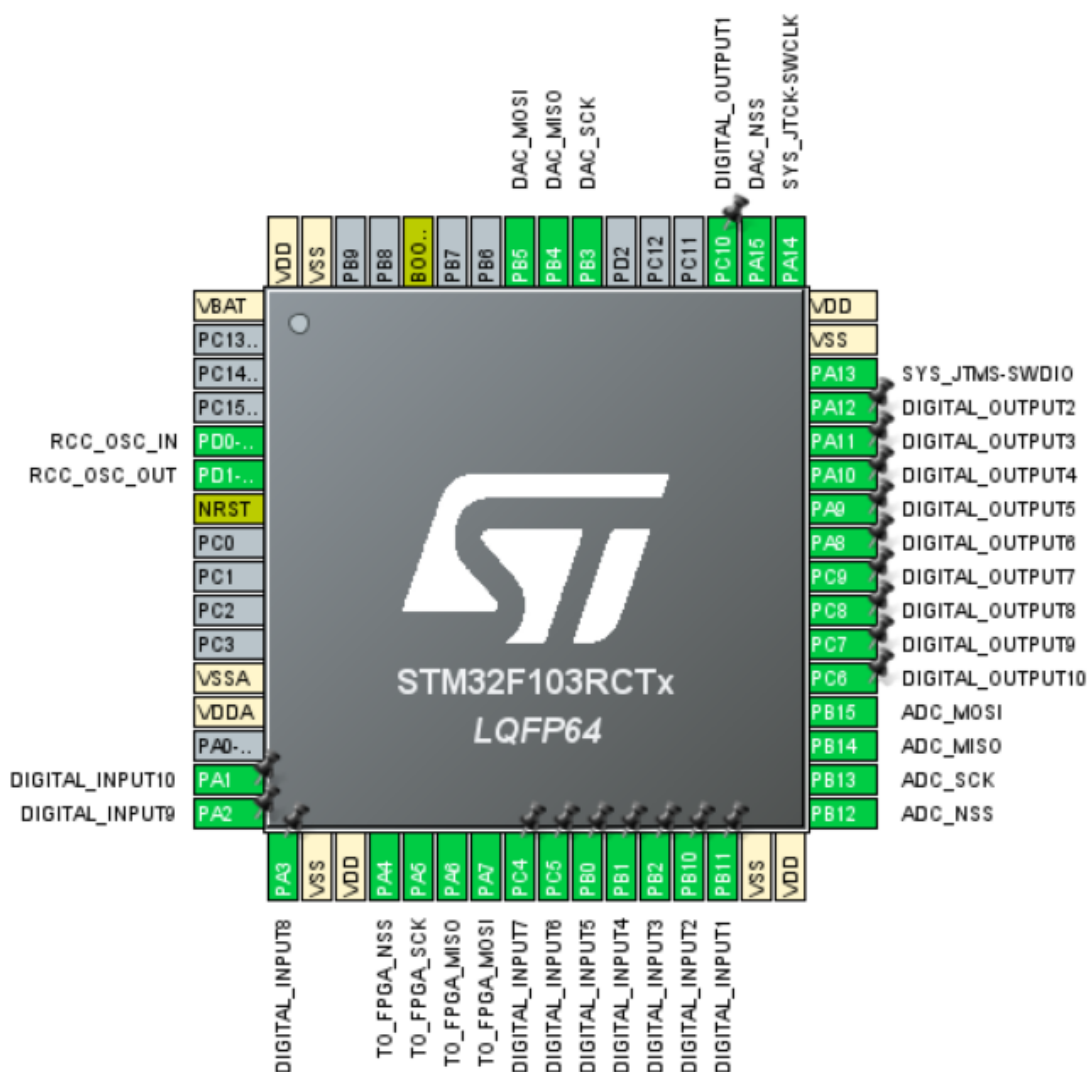 DAC_MOSI
DAC_MISO
DAC_SCK
DIGITAL_OUTPUT1
DAC_NSS
SYS_JTCK-SWCLK
VDD
VSS
PB9
PB8
BOO..
PB7
PB6
PB5
PB4
PB3
PD2
PC12
PC11
PC10
PA15
PA14
VBAT
PC13..
PC14..
PC15..
RCC_OSC_IN PD0-..
RCC_OSC_OUT PD1-..
NRST
PC0
PC1
PC2
PC3
VSSA
VDDA
PA0-..
DIGITAL_INPUT10 PA1
DIGITAL_INPUT9 PA2
ST
STM32F103RCTx
LQFP64
VDD
VSS
PA13 SYS_JTMS-SWDIO
PA12 DIGITAL_OUTPUT2
PA11 DIGITAL_OUTPUT3
PA10 DIGITAL_OUTPUT4
PA9 DIGITAL_OUTPUT5
PA8 DIGITAL_OUTPUT6
PC9 DIGITAL_OUTPUT7
PC8 DIGITAL_OUTPUT8
PC7 DIGITAL_OUTPUT9
PC6 DIGITAL_OUTPUT10
PB15 ADC_MOSI
PB14 ADC_MISO
PB13 ADC_SCK
PB12 ADC_NSS
PA3
VSS
VDD
PA4
PA5
PA6
PA7
PC4
PC5
PB0
PB1
PB2
PB10
PB11
VSS
VDD
DIGITAL_INPUT8
TO_FPGA_NSS
TO_FPGA_SCK
TO_FPGA_MISO
TO_FPGA_MOSI
DIGITAL_INPUT7
DIGITAL_INPUT6
DIGITAL_INPUT5
DIGITAL_INPUT4
DIGITAL_INPUT3
DIGITAL_INPUT2
DIGITAL_INPUT1